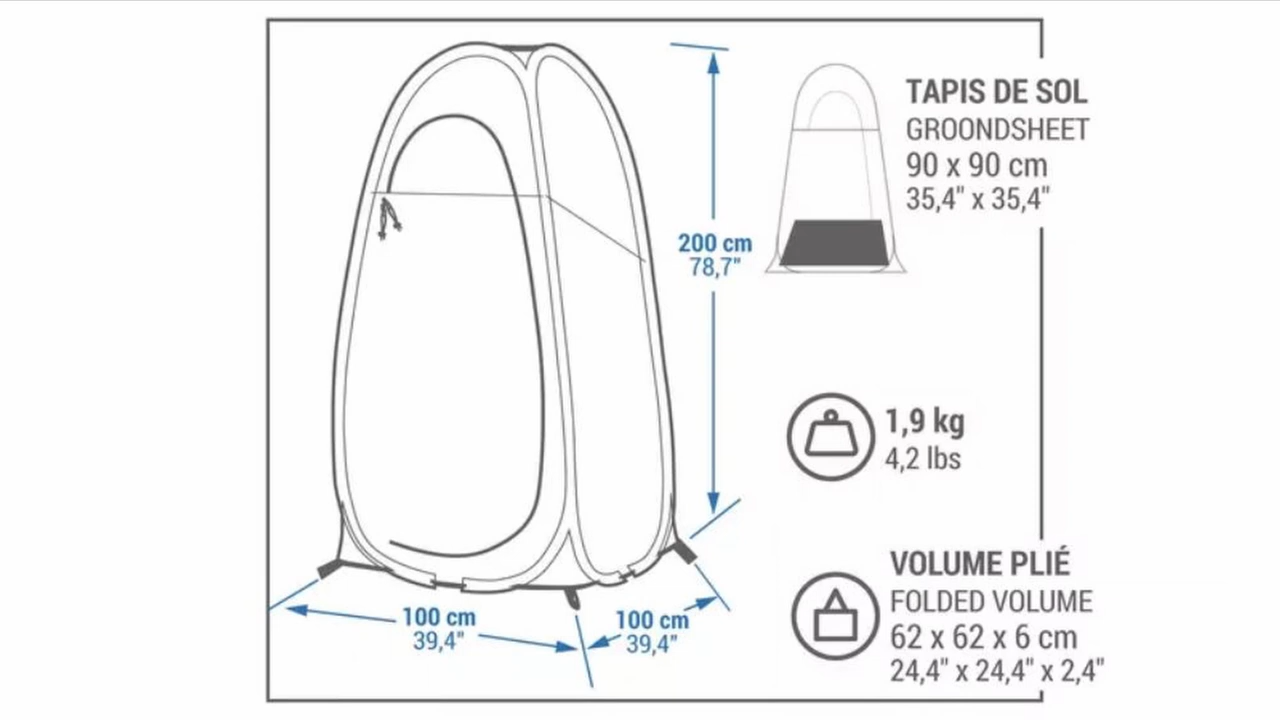 TAPIS DE SOL
GROONDSHEET
90 x 90 cm
35,4" x 35,4"
200 cm
78,7"
1,9 kg
4,2 lbs
VOLUME PLIÉ
FOLDED VOLUME
62 x 62 x 6 cm
24,4" x 24,4" x 2,4"
100 cm
39,4"
100 cm
39,4"